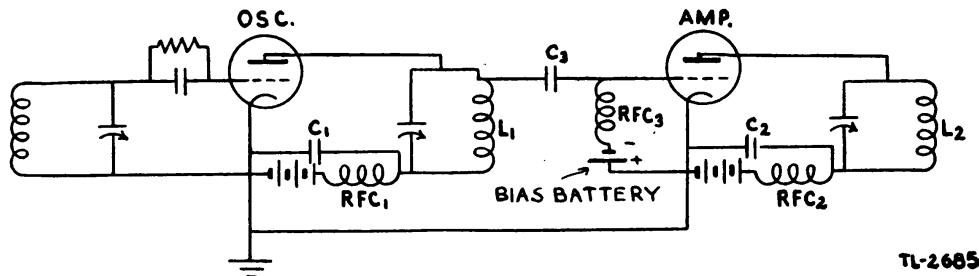 OSC.
AMP.
C3
C1
L1
RFC3
C2
L2
-
+
RFC1
BIAS BATTERY
RFC2
TL-2685